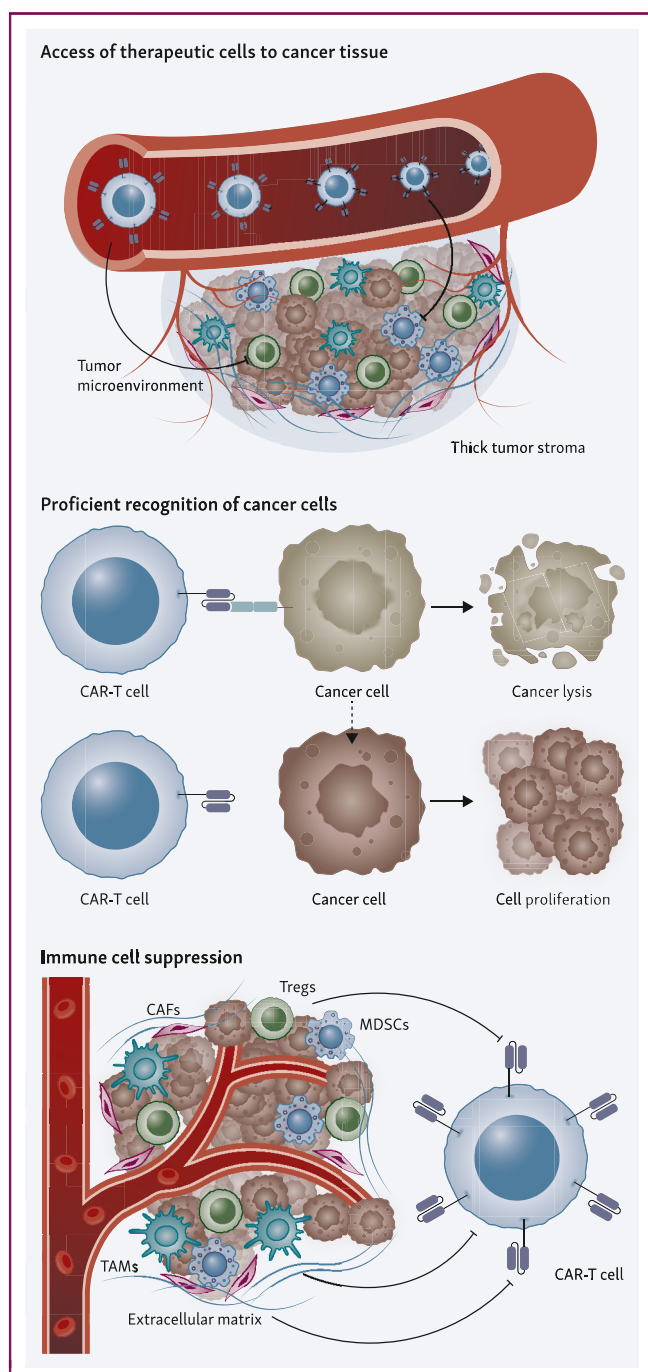 Access of therapeutic cells to cancer tissue
Tumor
microenvironment
Thick tumor stroma
Proficient recognition of cancer cells
CAR-T cell
Cancer cell
Cancer lysis
CAR-T cell
Cancer cell
Cell proliferation
Immune cell suppression
Tregs
CAFs
MDSCs
TAMs
CAR-T cell
Extracellular matrix